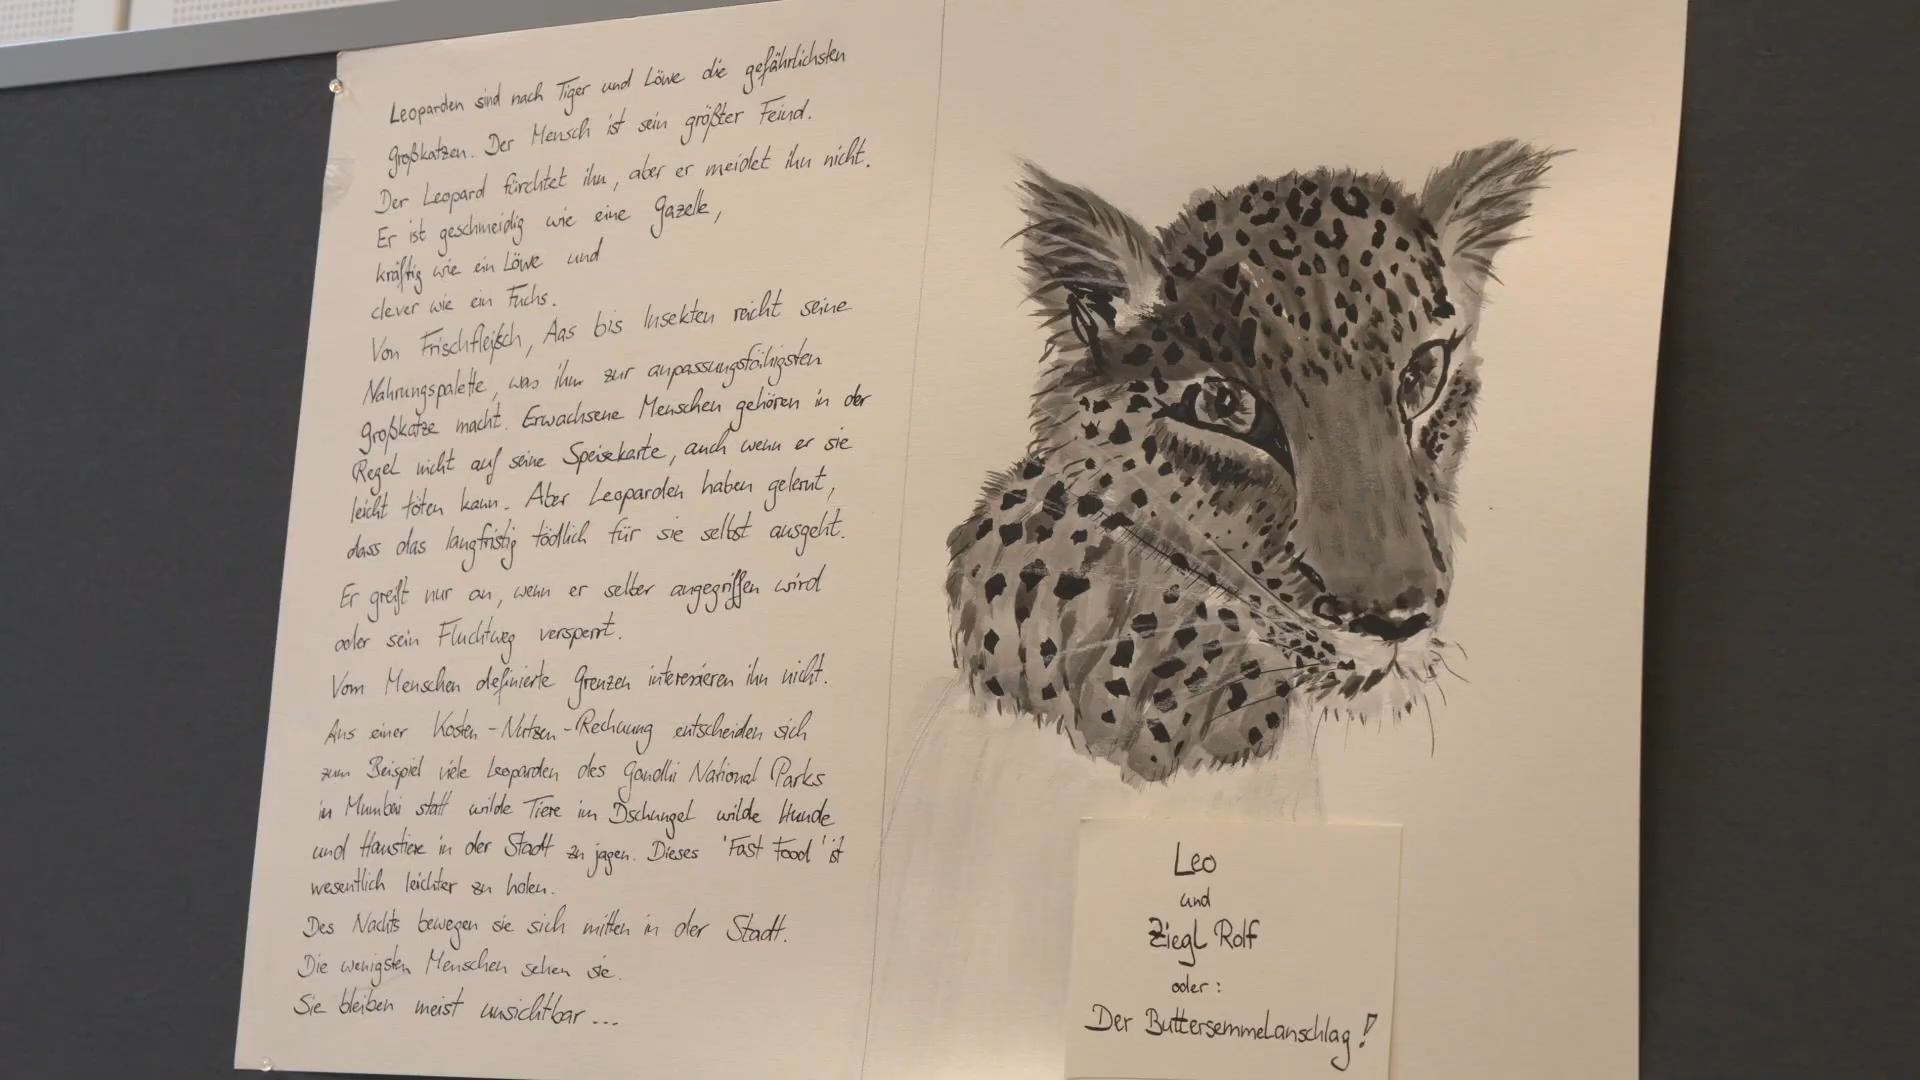 Leoparden sind nach Tiger und Löwe die gefährlichsten
Großkatzen. Der Mensch ist sein größter Feind.
Der Leopard fürchtet ihn, aber er meidet ihn nicht.
Er ist geschmeidig wie eine Gazelle,
kräftig wie ein Löwe und
clever wie ein Fuchs.
Von Frischfleisch, Aas bis Insekten reicht seine
Nahrungspalette, was ihn zur anpassungsfähigsten
Großkatze macht. Erwachsene Menschen gehören in der
Regel nicht auf seine Speisekarte, auch wenn er sie
leicht töten kann. Aber Leoparden haben gelernt,
dass das langfristig tödlich für sie selbst ausgeht.
Er greift nur an, wenn er selber angegriffen wird
oder sein Fluchtweg versperrt.
Vom Menschen definierte Grenzen interessieren ihn nicht.
Aus einer Kosten-Nutzen-Rechnung entscheiden sich
zum Beispiel viele Leoparden des Gandhi National Parks
in Mumbai statt wilde Tiere im Dschungel wilde Hunde
und Haustiere in der Stadt zu jagen. Dieses 'Fast Food' ist
wesentlich leichter zu holen.
Des Nachts bewegen sie sich mitten in der Stadt.
Die wenigsten Menschen sehen sie.
Sie bleiben meist unsichtbar...
Leo
und
Ziegl Rolf
oder:
Der Buttersemmelanschlag!